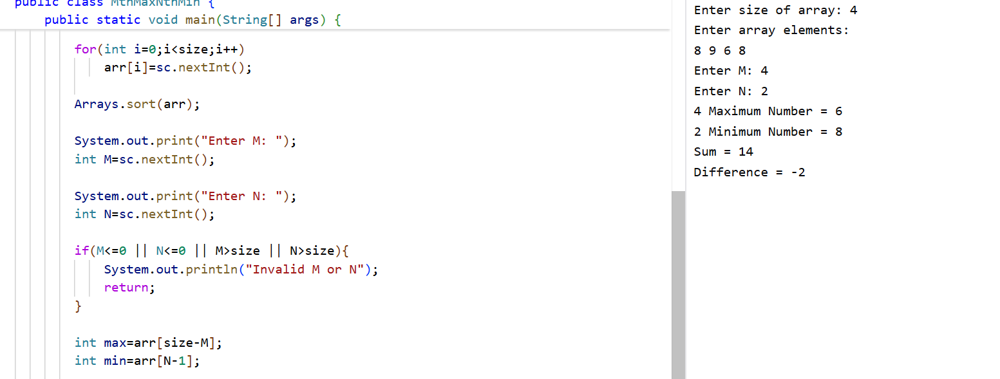 public class MthMaxNthMin {
public static void main(String[] args) {
for(int i=0;i<size;i++)
arr[i]=sc.nextInt();
Arrays.sort(arr);
System.out.print("Enter M: ");
int M=sc.nextInt();
System.out.print("Enter N: ");
int N=sc.nextInt();
if(M<=0 || N<=0 || M>size || N>size){
System.out.println("Invalid M or N");
return;
}
int max=arr[size-M];
int min=arr[N-1];
Enter size of array: 4
Enter array elements:
8 9 6 8
Enter M: 4
Enter N: 2
4 Maximum Number = 6
2 Minimum Number = 8
Sum = 14
Difference = -2